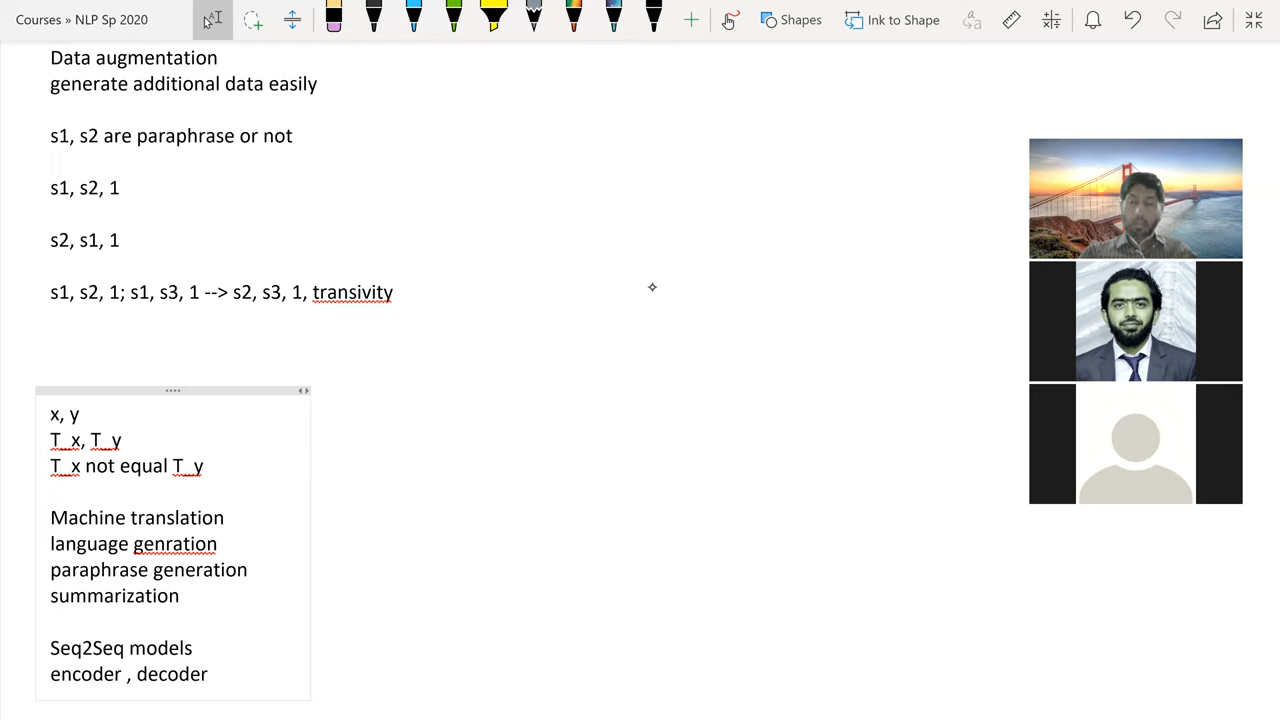 Courses » NLP Sp 2020
Shapes
Ink to Shape
Data augmentation
generate additional data easily
s1, s2 are paraphrase or not
s1, s2, 1
s2, s1, 1
s1, s2, 1; s1, s3, 1 --> s2, s3, 1, transivity
x, y
T_x, T_y
T_x not equal T_y
Machine translation
language genration
paraphrase generation
summarization
Seq2Seq models
encoder , decoder